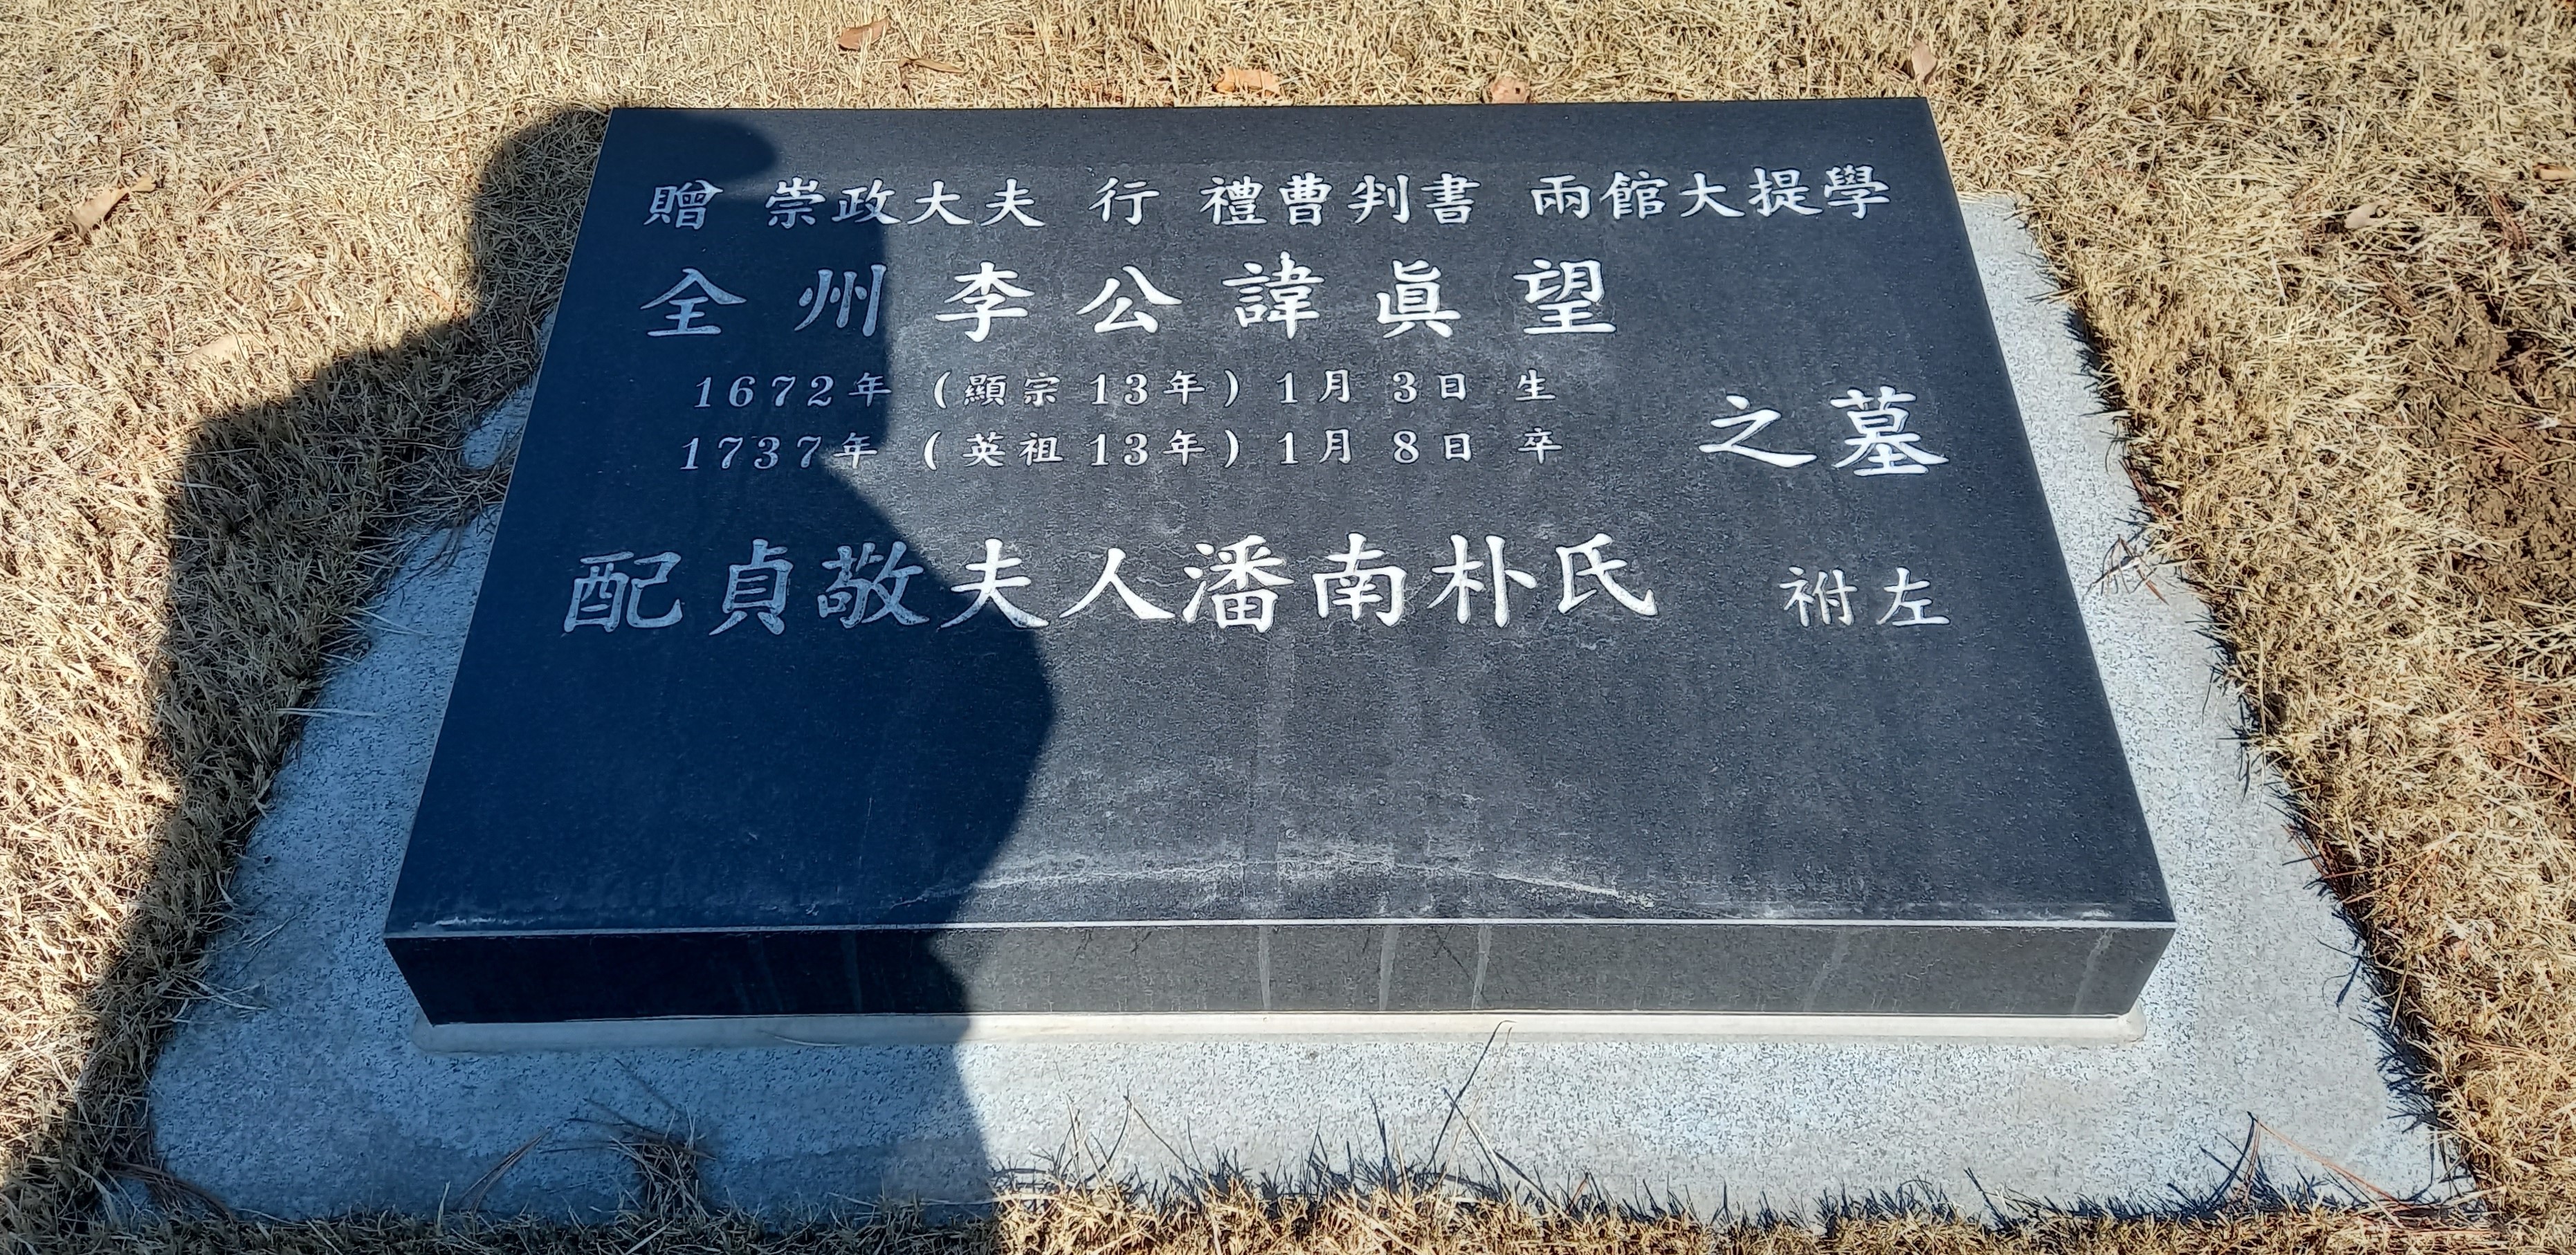 贈 崇政大夫 行 禮曹判書 兩館大提學
全州李公諱眞望
1672年 (顯宗 13年) 1月 3日 生
1737年 (英祖 13年) 1月 8日 卒
之墓
配貞敬夫人潘南朴氏 祔左